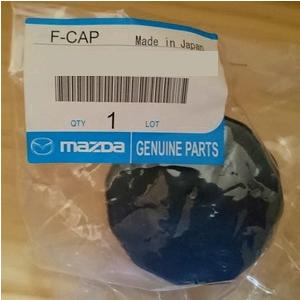 F-CAP Made in Japan
QTY 1 LOT
mazda GENUINE PARTS